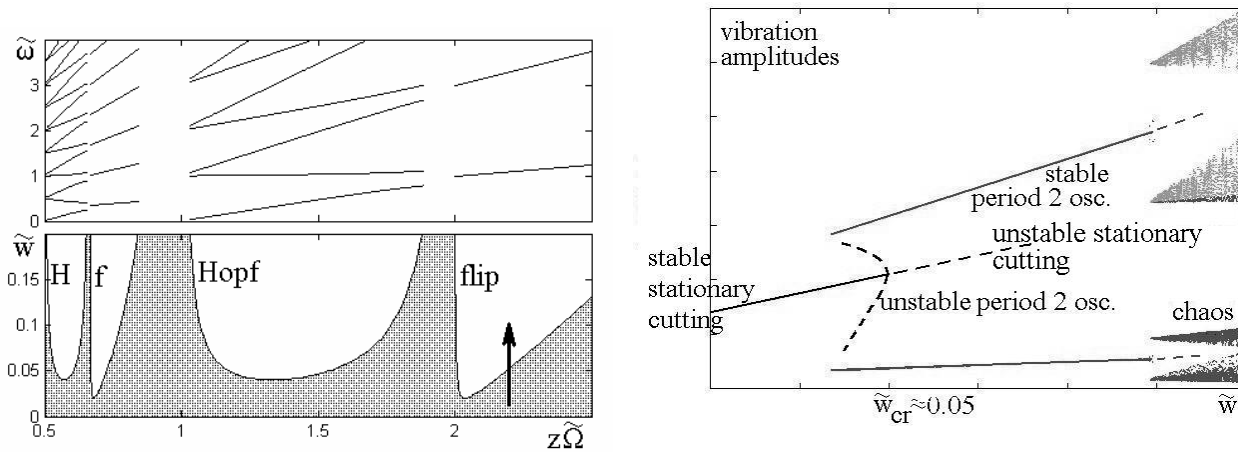 ω̃
3
2
1
0
w̃
0.15
0.1
0.05
0
H
f
Hopf
flip
0.5
1
1.5
2
zΩ̃
vibration
amplitudes
stable
period 2 osc.
unstable stationary
cutting
stable
stationary
cutting
unstable period 2 osc.
chaos
w̃cr≈0.05
w̃